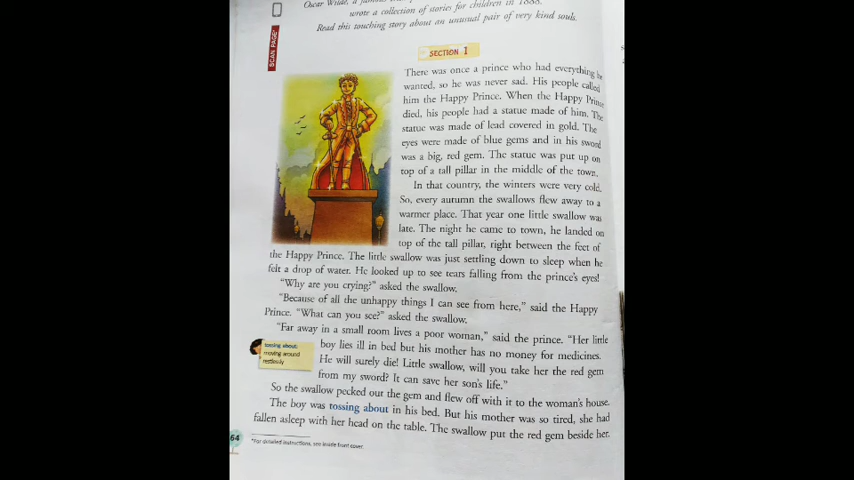 Oscar Wilde, a
wrote a collection of stories for children in 1888.
Read this touching story about an unusual pair of very kind souls.
SCAN PAGE*
SECTION I
There was once a prince who had everything he
wanted, so he was never sad. His people called
him the Happy Prince. When the Happy Prince
died, his people had a statue made of him. The
statue was made of lead covered in gold. The
eyes were made of blue gems and in his sword
was a big, red gem. The statue was put up on
top of a tall pillar in the middle of the town.
In that country, the winters were very cold.
So, every autumn the swallows flew away to a
warmer place. That year one little swallow was
late. The night he came to town, he landed on
top of the tall pillar, right between the feet of
the Happy Prince. The little swallow was just settling down to sleep when he
felt a drop of water. He looked up to see tears falling from the prince's eyes!
"Why are you crying?" asked the swallow.
"Because of all the unhappy things I can see from here," said the Happy
Prince. "What can you see?" asked the swallow.
"Far away in a small room lives a poor woman," said the prince. "Her little
boy lies ill in bed but his mother has no money for medicines.
He will surely die! Little swallow, will you take her the red gem
from my sword? It can save her son's life."
tossing about:
moving around
restlessly
So the swallow pecked out the gem and flew off with it to the woman's house.
The boy was tossing about in his bed. But his mother was so tired, she had
fallen asleep with her head on the table. The swallow put the red gem beside her.
64
*For detailed instructions, see inside front cover.